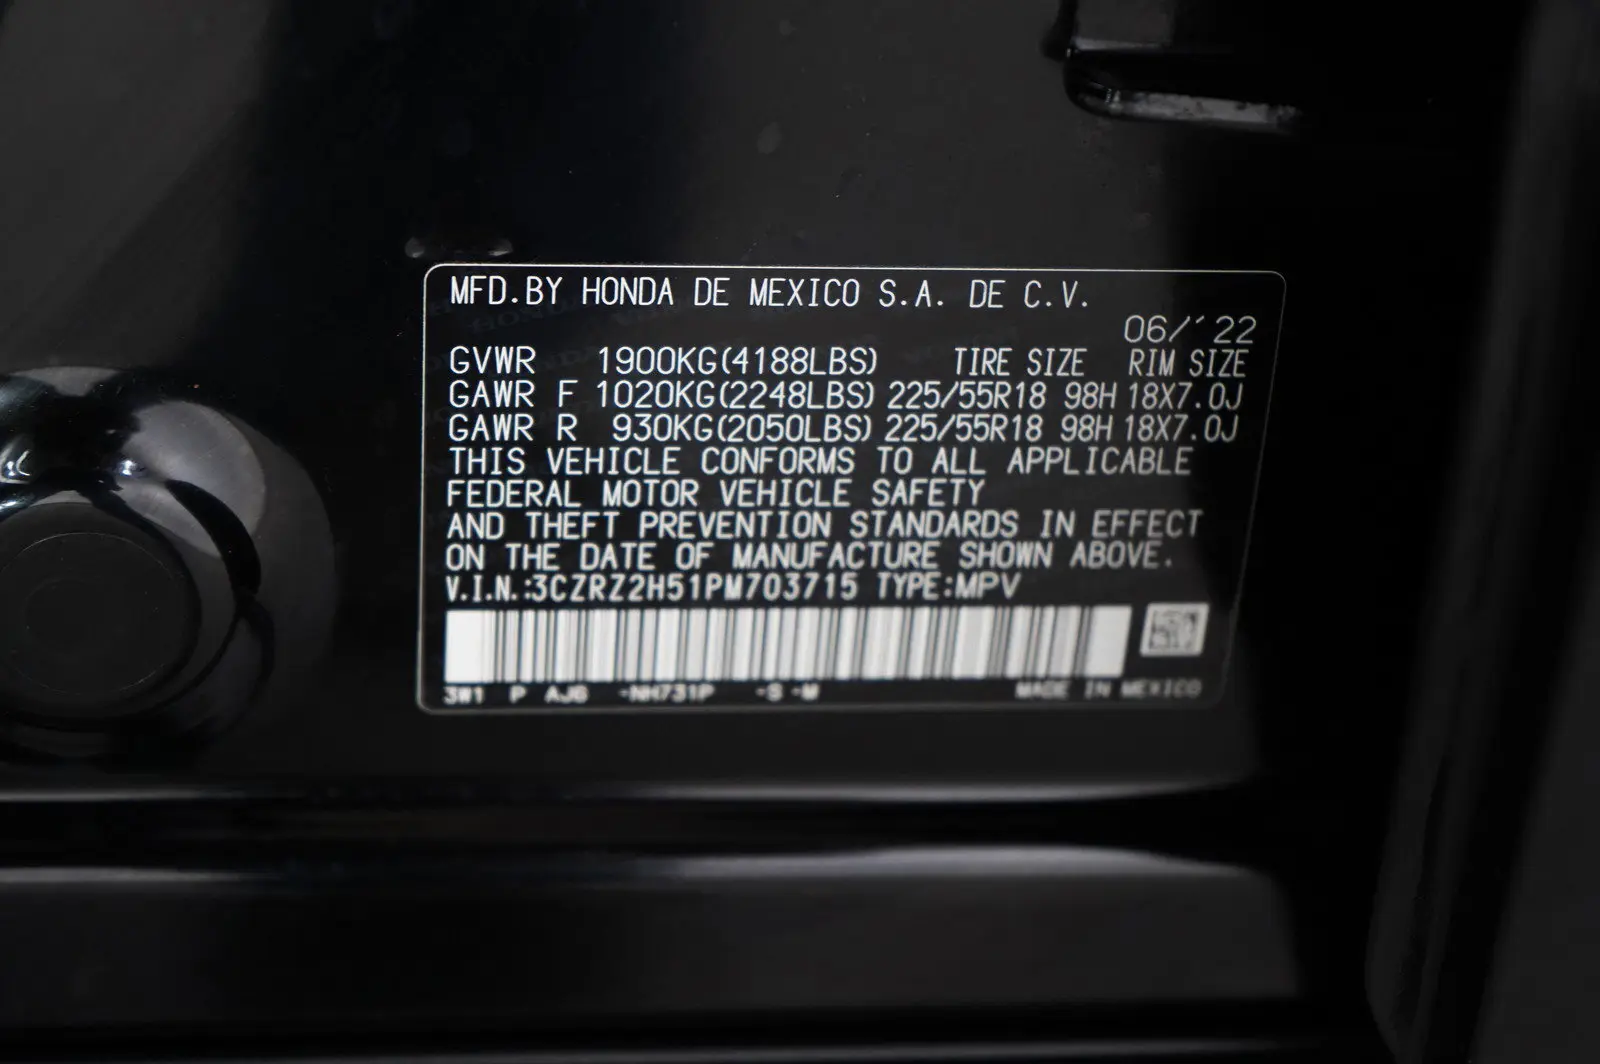 MFD.BY HONDA DE MEXICO S.A. DE C.V.
06/'22
GVWR 1900KG(4188LBS) TIRE SIZE RIM SIZE
GAWR F 1020KG(2248LBS) 225/55R18 98H 18X7.0J
GAWR R 930KG(2050LBS) 225/55R18 98H 18X7.0J
THIS VEHICLE CONFORMS TO ALL APPLICABLE
FEDERAL MOTOR VEHICLE SAFETY
AND THEFT PREVENTION STANDARDS IN EFFECT
ON THE DATE OF MANUFACTURE SHOWN ABOVE.
V.I.N.:3CZRZ2H51PM703715 TYPE:MPV
3W1 P AJ6 -NH731P -S -M MADE IN MEXICO